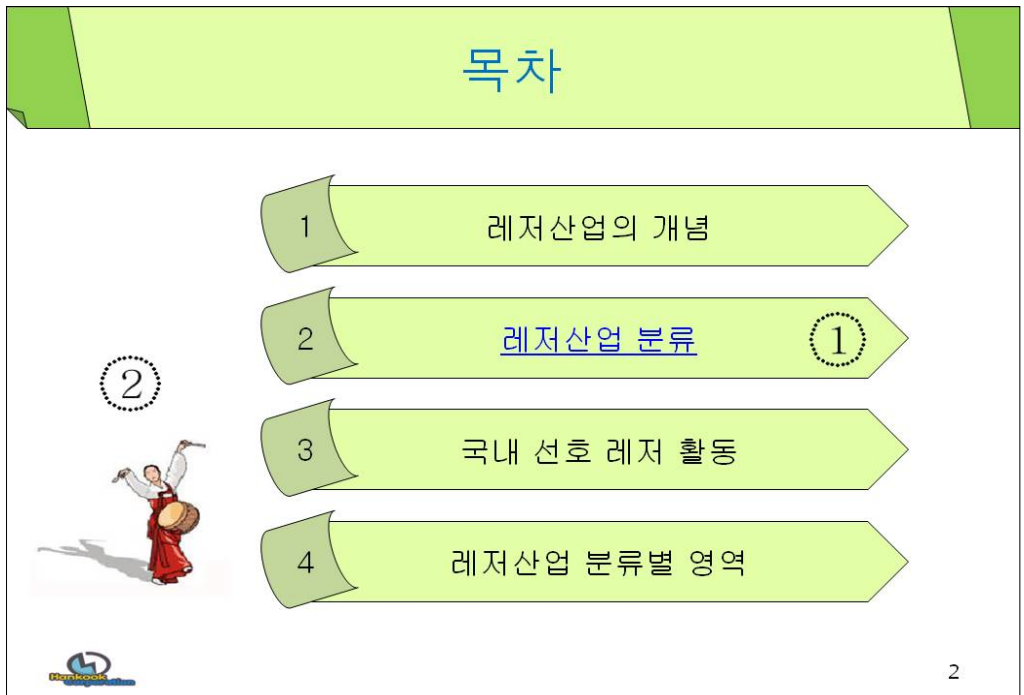 목차
1
레저산업의 개념
2
레저산업 분류
①
②
3
국내 선호 레저 활동
4
레저산업 분류별 영역
Hankook
Corporation
2